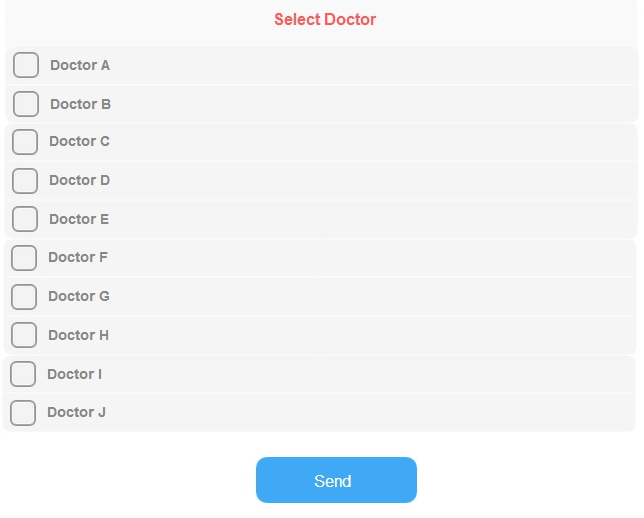 Select Doctor
Doctor A
Doctor B
Doctor C
Doctor D
Doctor E
Doctor F
Doctor G
Doctor H
Doctor I
Doctor J
Send